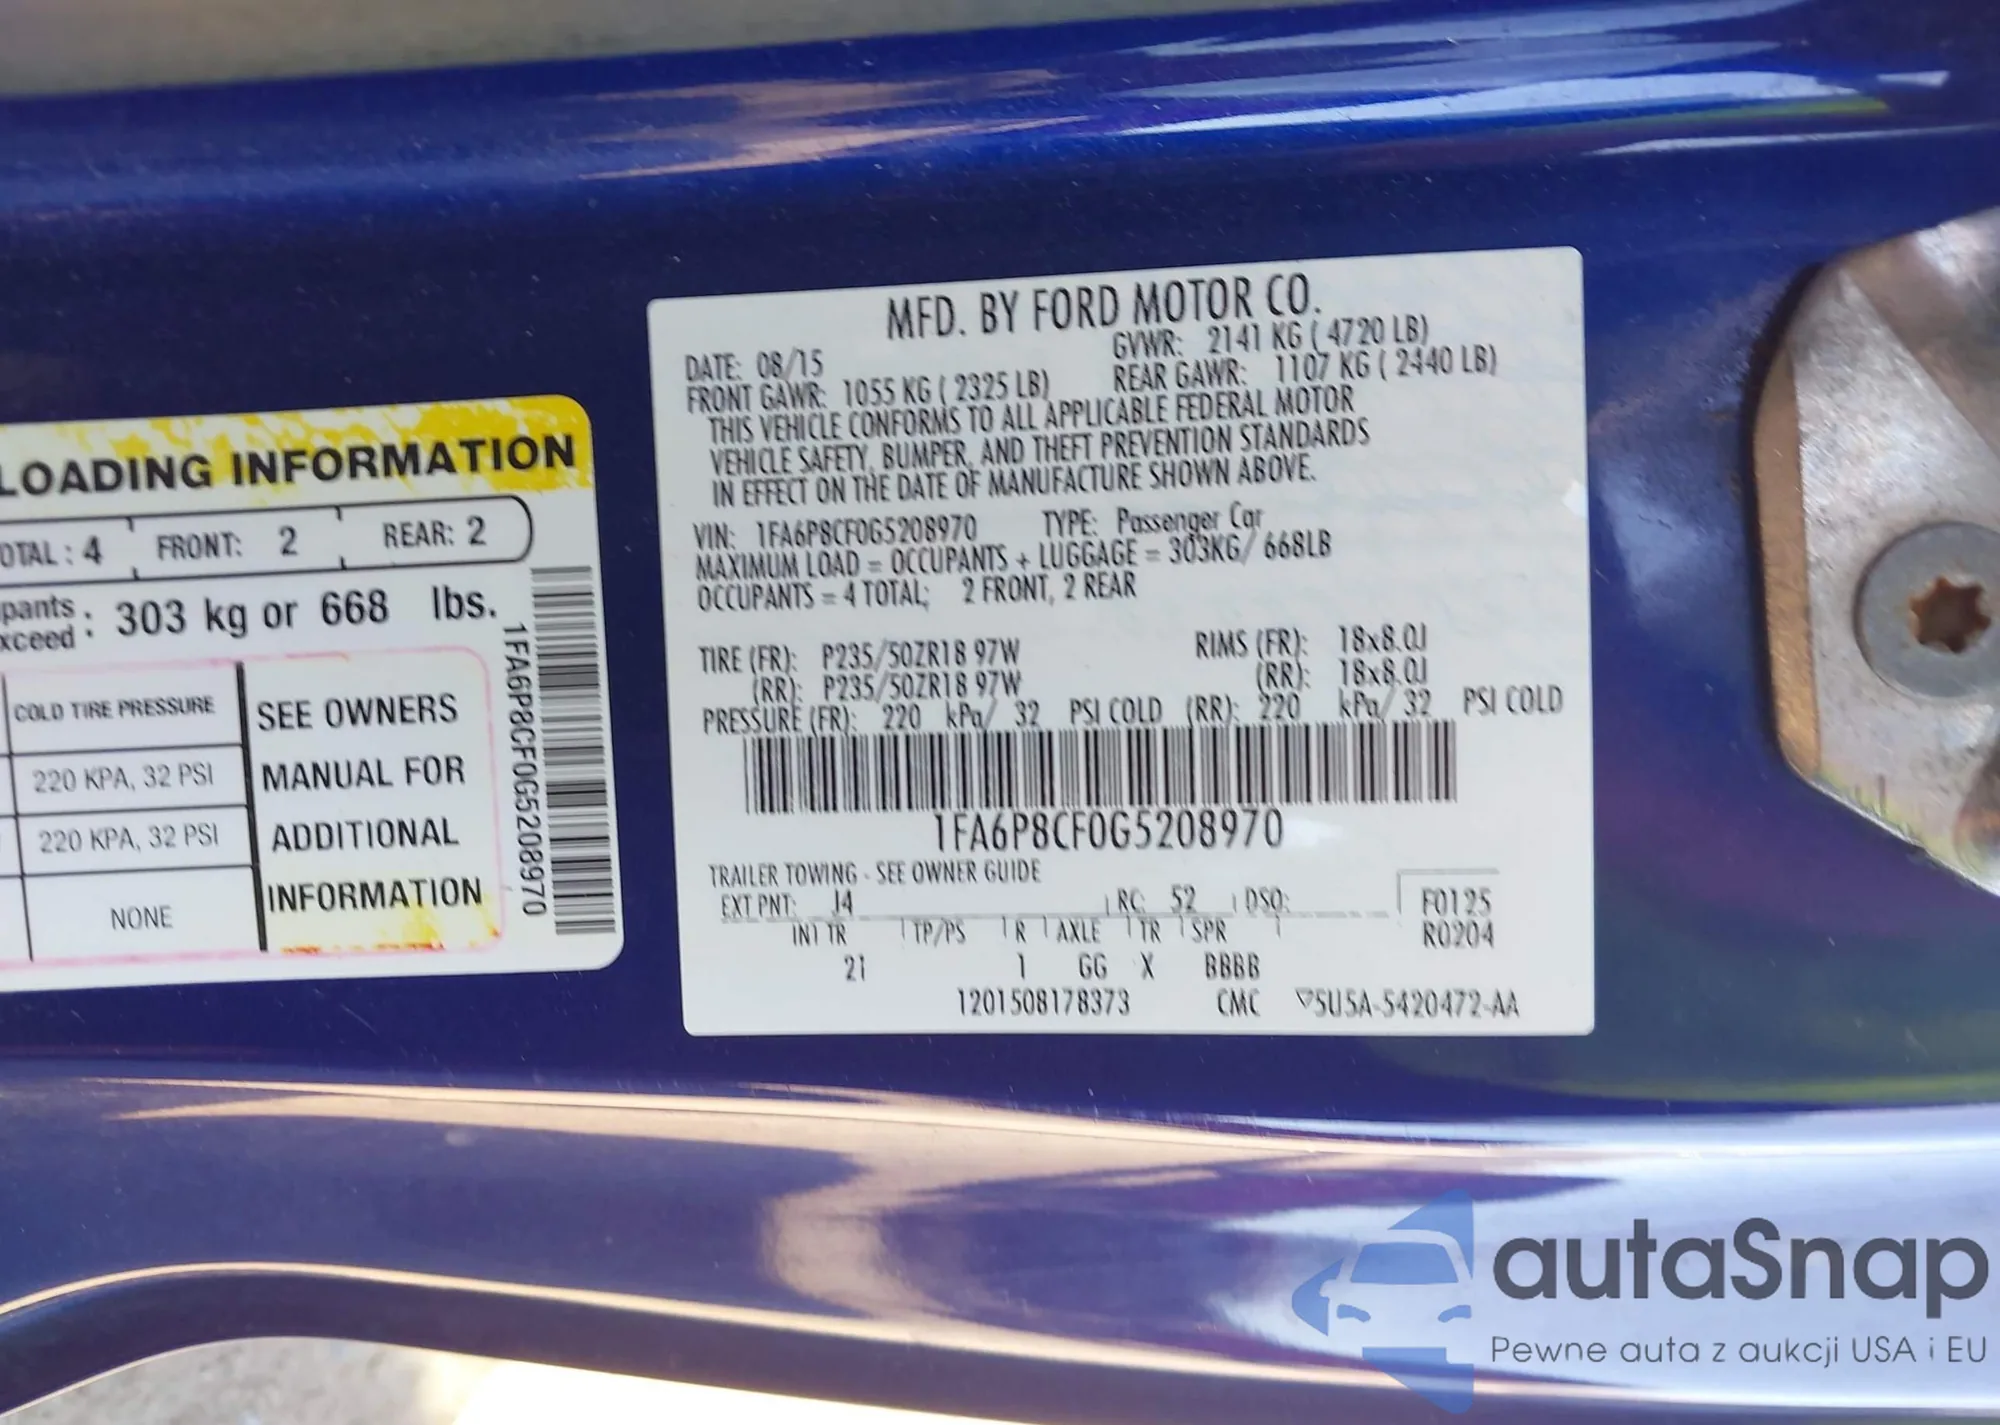 LOADING INFORMATION
OTAL : 4 FRONT: 2 REAR: 2
pants : 303 kg or 668 lbs.
xceed :
COLD TIRE PRESSURE
220 KPA, 32 PSI
220 KPA, 32 PSI
NONE
SEE OWNERS
MANUAL FOR
ADDITIONAL
INFORMATION
1FA6P8CF0G5208970
MFD. BY FORD MOTOR CO.
DATE: 08/15 GVWR: 2141 KG ( 4720 LB)
FRONT GAWR: 1055 KG ( 2325 LB) REAR GAWR: 1107 KG ( 2440 LB)
THIS VEHICLE CONFORMS TO ALL APPLICABLE FEDERAL MOTOR
VEHICLE SAFETY, BUMPER, AND THEFT PREVENTION STANDARDS
IN EFFECT ON THE DATE OF MANUFACTURE SHOWN ABOVE.
VIN: 1FA6P8CF0G5208970 TYPE: Passenger Car
MAXIMUM LOAD = OCCUPANTS + LUGGAGE = 303KG/ 668LB
OCCUPANTS = 4 TOTAL; 2 FRONT, 2 REAR
TIRE (FR): P235/50ZR18 97W RIMS (FR): 18x8.0J
(RR): P235/50ZR18 97W (RR): 18x8.0J
PRESSURE (FR): 220 kPa/ 32 PSI COLD (RR): 220 kPa/ 32 PSI COLD
1FA6P8CF0G5208970
TRAILER TOWING - SEE OWNER GUIDE
EXT PNT: J4 RC: 52 DSO: F0125
INT TR TP/PS R AXLE TR SPR R0204
21 1 GG X BBBB
1201508178373 CMC ▽5U5A-5420472-AA
autaSnap
Pewne auta z aukcji USA i EU